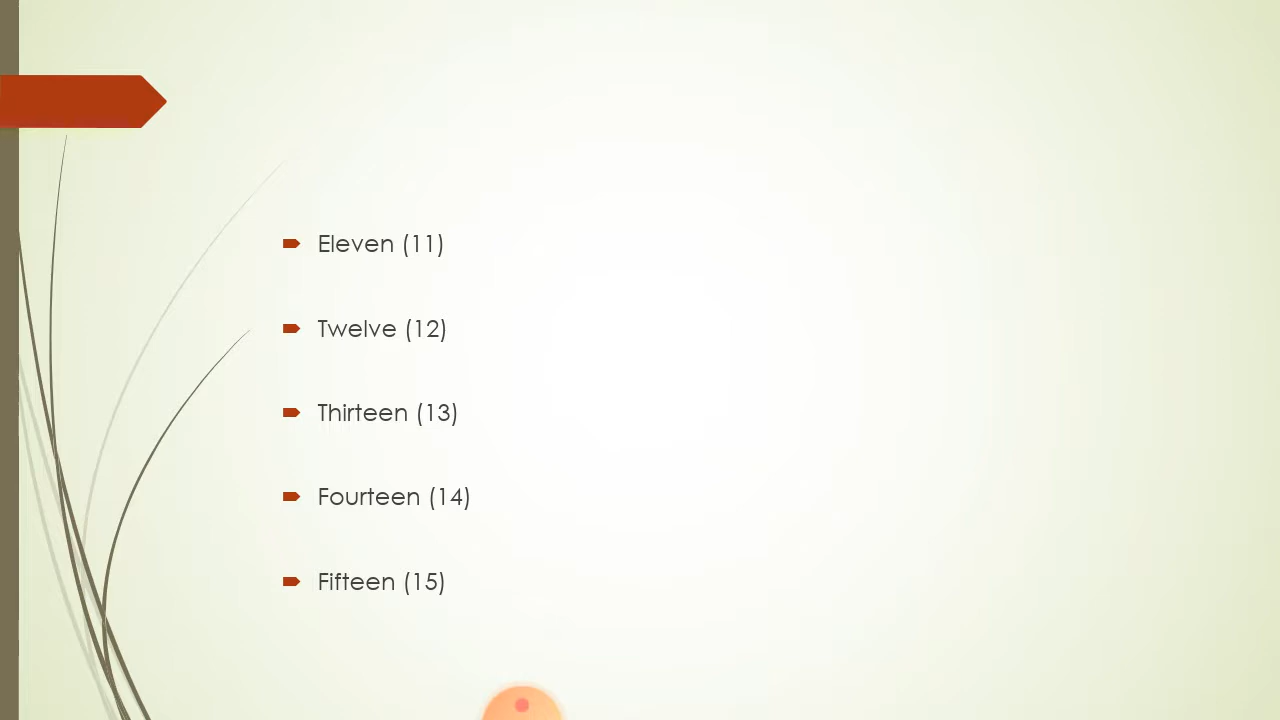 Eleven (11)
Twelve (12)
Thirteen (13)
Fourteen (14)
Fifteen (15)